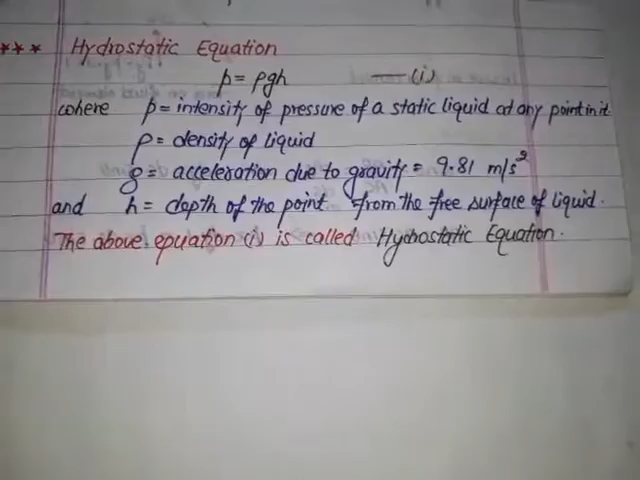 *** Hydrostatic Equation
p = ρgh —— (i)
where p = intensity of pressure of a static liquid at any point in it.
ρ = density of liquid
g = acceleration due to gravity = 9.81 m/s²
and h = depth of the point from the free surface of liquid.
The above equation (i) is called Hydrostatic Equation.